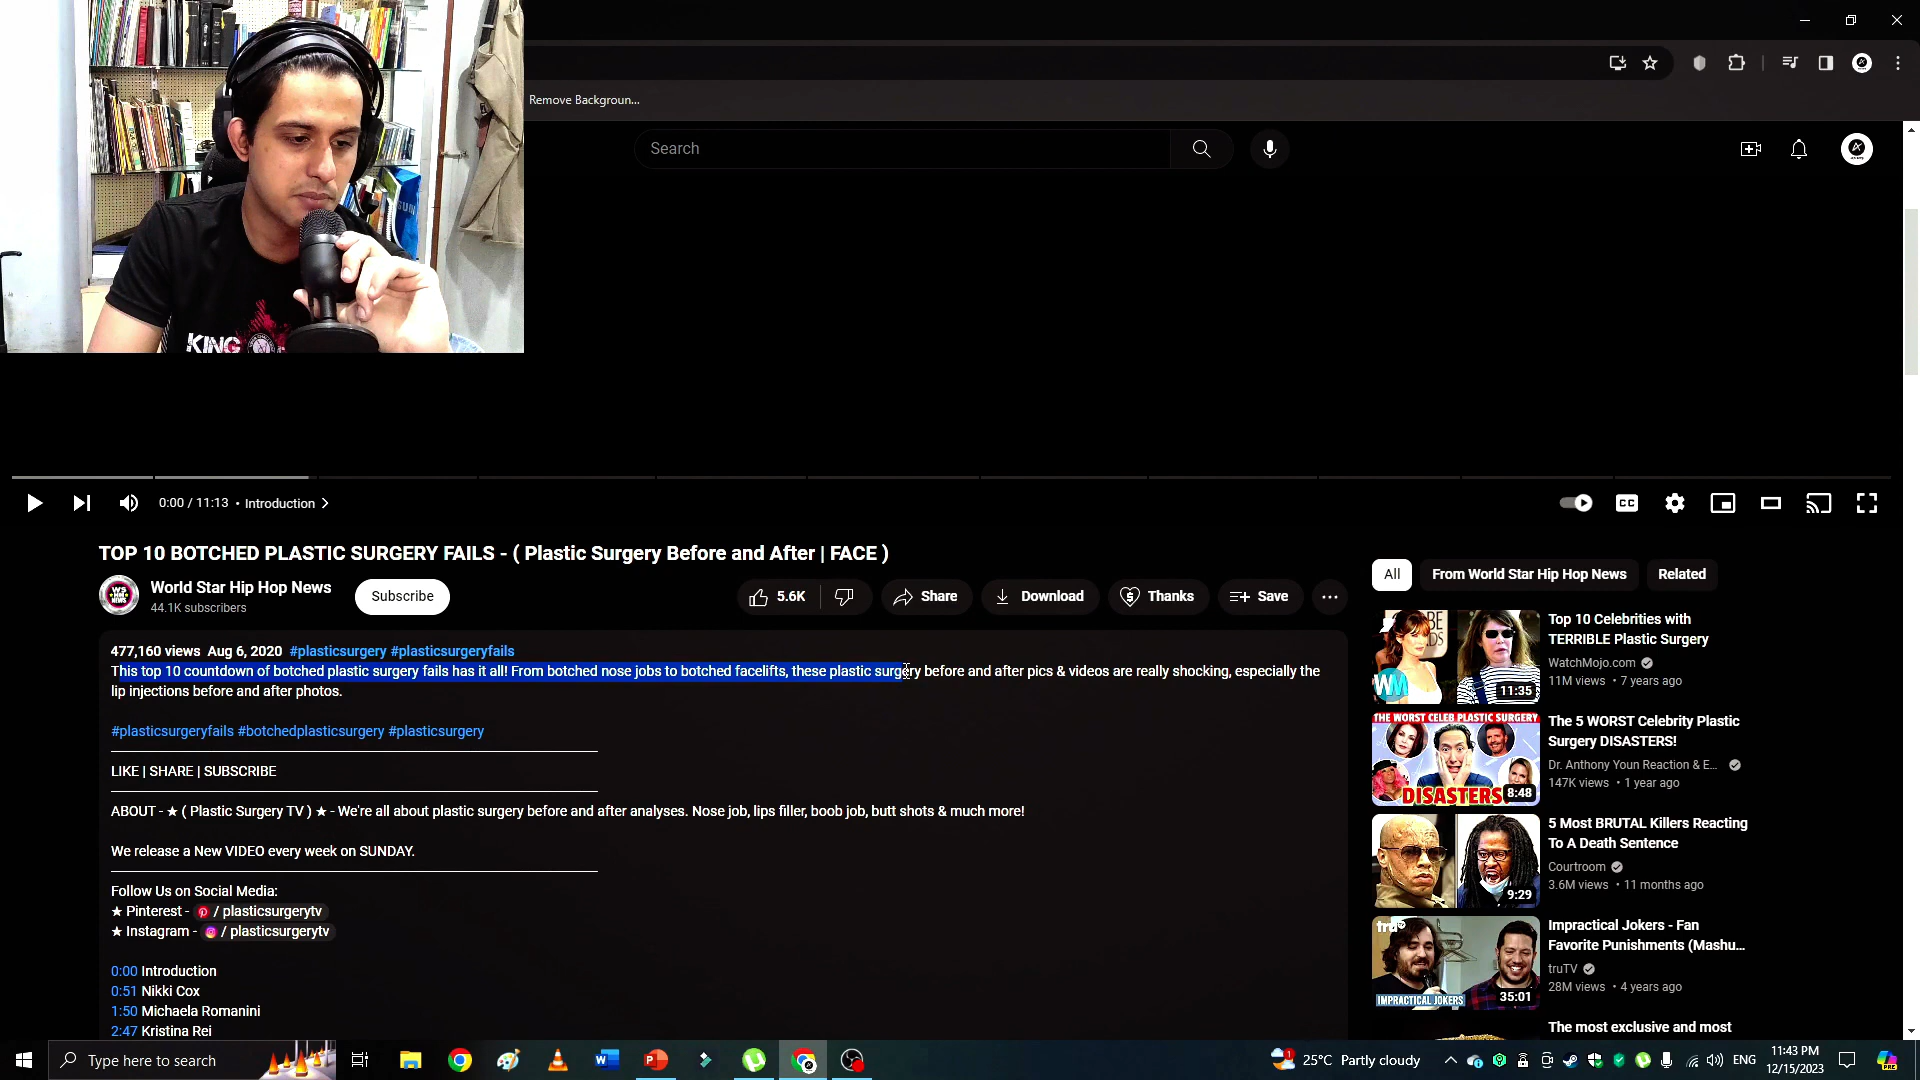 KING
Remove Backgroun...
Search
0:00 / 11:13 • Introduction
CC
TOP 10 BOTCHED PLASTIC SURGERY FAILS - ( Plastic Surgery Before and After | FACE )
World Star Hip Hop News
44.1K subscribers
Subscribe
5.6K
Share
Download
Thanks
Save
477,160 views Aug 6, 2020 #plasticsurgery #plasticsurgeryfails
This top 10 countdown of botched plastic surgery fails has it all! From botched nose jobs to botched facelifts, these plastic surgery before and after pics & videos are really shocking, especially the
lip injections before and after photos.
#plasticsurgeryfails #botchedplasticsurgery #plasticsurgery
LIKE | SHARE | SUBSCRIBE
ABOUT - ★ ( Plastic Surgery TV ) ★ - We're all about plastic surgery before and after analyses. Nose job, lips filler, boob job, butt shots & much more!
We release a New VIDEO every week on SUNDAY.
Follow Us on Social Media:
★ Pinterest - / plasticsurgerytv
★ Instagram - / plasticsurgerytv
0:00 Introduction
0:51 Nikki Cox
1:50 Michaela Romanini
2:47 Kristina Rei
All
From World Star Hip Hop News
Related
11:35
Top 10 Celebrities with
TERRIBLE Plastic Surgery
WatchMojo.com
11M views • 7 years ago
THE WORST CELEB PLASTIC SURGERY
DISASTERS
8:48
The 5 WORST Celebrity Plastic
Surgery DISASTERS!
Dr. Anthony Youn Reaction & E...
147K views • 1 year ago
9:29
5 Most BRUTAL Killers Reacting
To A Death Sentence
Courtroom
3.6M views • 11 months ago
truTV
IMPRACTICAL JOKERS
35:01
Impractical Jokers - Fan
Favorite Punishments (Mashu...
truTV
28M views • 4 years ago
The most exclusive and most
Type here to search
25°C Partly cloudy
ENG
11:43 PM
12/15/2023